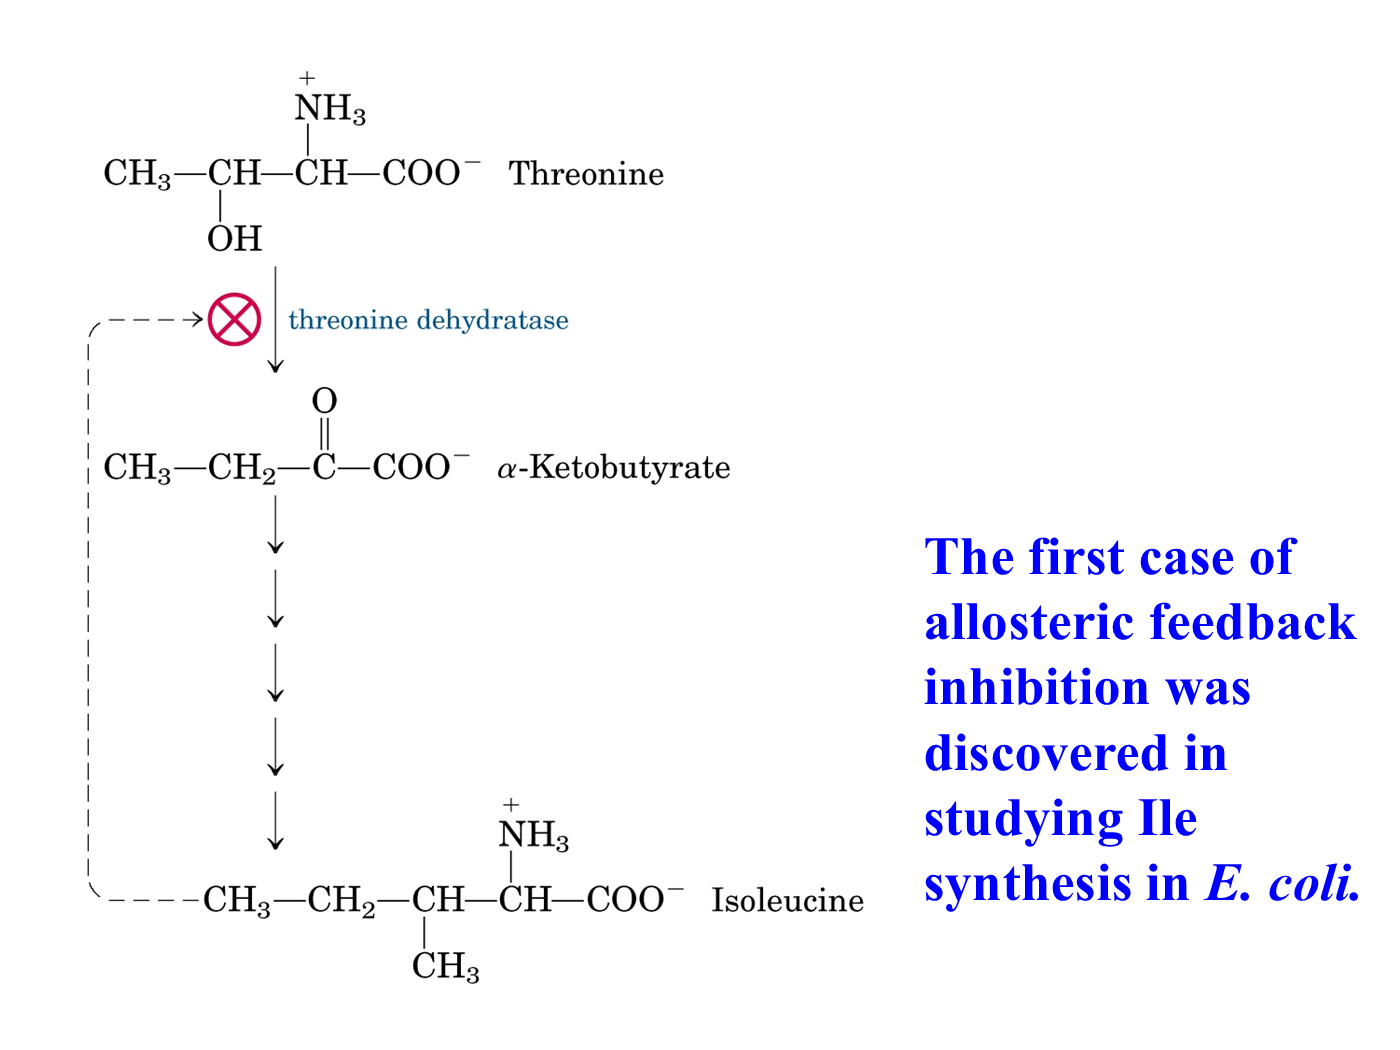 +
NH₃
CH₃—CH—CH—COO⁻ Threonine
OH
threonine dehydratase
O
CH₃—CH₂—C—COO⁻ α-Ketobutyrate
The first case of
allosteric feedback
inhibition was
discovered in
studying Ile
synthesis in E. coli.
+
NH₃
CH₃—CH₂—CH—CH—COO⁻ Isoleucine
CH₃